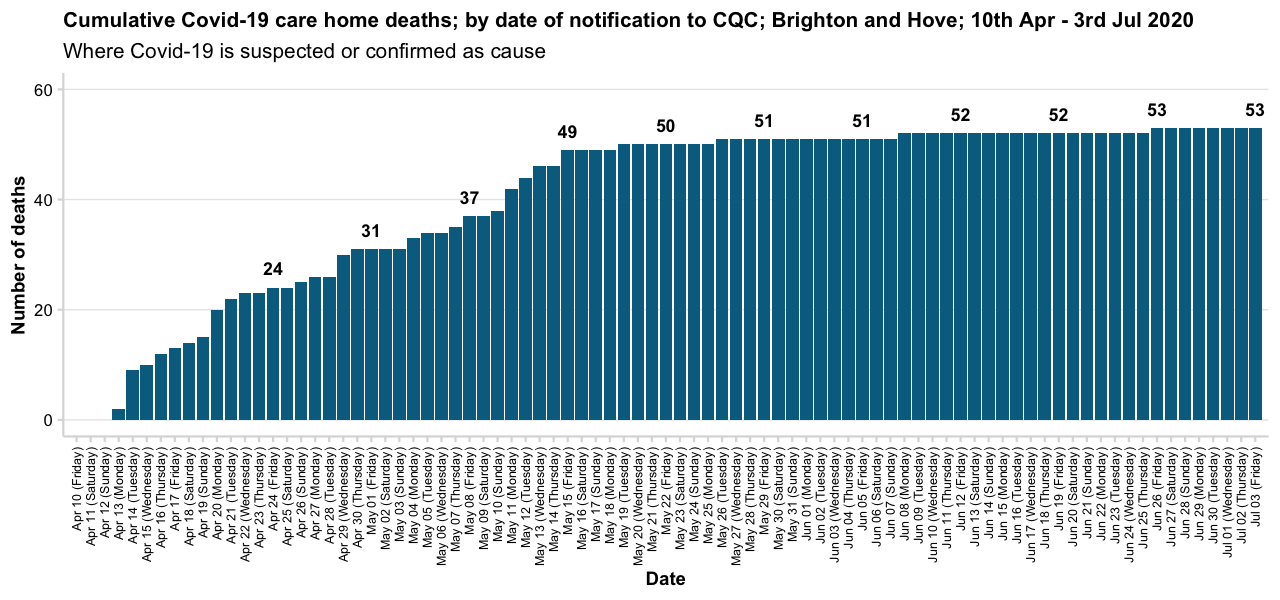 Cumulative Covid-19 care home deaths; by date of notification to CQC; Brighton and Hove; 10th Apr - 3rd Jul 2020
Where Covid-19 is suspected or confirmed as cause
Number of deaths
60
40
20
0
24
31
37
49
50
51
51
52
52
53
53
Apr 10 (Friday)
Apr 11 (Saturday)
Apr 12 (Sunday)
Apr 13 (Monday)
Apr 14 (Tuesday)
Apr 15 (Wednesday)
Apr 16 (Thursday)
Apr 17 (Friday)
Apr 18 (Saturday)
Apr 19 (Sunday)
Apr 20 (Monday)
Apr 21 (Tuesday)
Apr 22 (Wednesday)
Apr 23 (Thursday)
Apr 24 (Friday)
Apr 25 (Saturday)
Apr 26 (Sunday)
Apr 27 (Monday)
Apr 28 (Tuesday)
Apr 29 (Wednesday)
Apr 30 (Thursday)
May 01 (Friday)
May 02 (Saturday)
May 03 (Sunday)
May 04 (Monday)
May 05 (Tuesday)
May 06 (Wednesday)
May 07 (Thursday)
May 08 (Friday)
May 09 (Saturday)
May 10 (Sunday)
May 11 (Monday)
May 12 (Tuesday)
May 13 (Wednesday)
May 14 (Thursday)
May 15 (Friday)
May 16 (Saturday)
May 17 (Sunday)
May 18 (Monday)
May 19 (Tuesday)
May 20 (Wednesday)
May 21 (Thursday)
May 22 (Friday)
May 23 (Saturday)
May 24 (Sunday)
May 25 (Monday)
May 26 (Tuesday)
May 27 (Wednesday)
May 28 (Thursday)
May 29 (Friday)
May 30 (Saturday)
May 31 (Sunday)
Jun 01 (Monday)
Jun 02 (Tuesday)
Jun 03 (Wednesday)
Jun 04 (Thursday)
Jun 05 (Friday)
Jun 06 (Saturday)
Jun 07 (Sunday)
Jun 08 (Monday)
Jun 09 (Tuesday)
Jun 10 (Wednesday)
Jun 11 (Thursday)
Jun 12 (Friday)
Jun 13 (Saturday)
Jun 14 (Sunday)
Jun 15 (Monday)
Jun 16 (Tuesday)
Jun 17 (Wednesday)
Jun 18 (Thursday)
Jun 19 (Friday)
Jun 20 (Saturday)
Jun 21 (Sunday)
Jun 22 (Monday)
Jun 23 (Tuesday)
Jun 24 (Wednesday)
Jun 25 (Thursday)
Jun 26 (Friday)
Jun 27 (Saturday)
Jun 28 (Sunday)
Jun 29 (Monday)
Jun 30 (Tuesday)
Jul 01 (Wednesday)
Jul 02 (Thursday)
Jul 03 (Friday)
Date